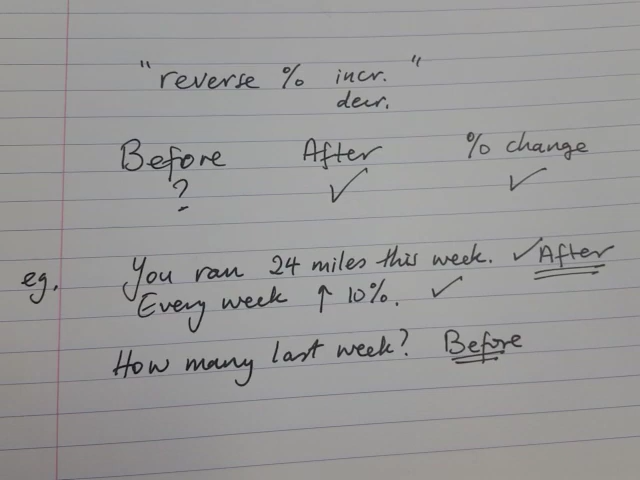 "reverse % incr. "
decr.
Before After % change
? ✓ ✓
eg. You ran 24 miles this week. ✓ After
Every week ↑ 10%. ✓
How many last week? Before